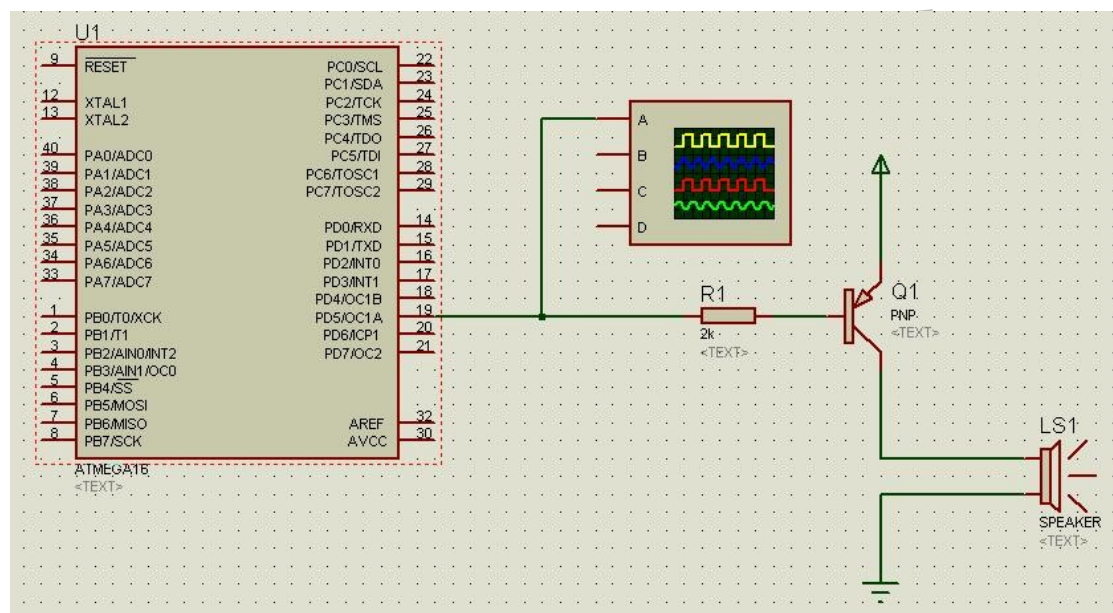 U1
9 RESET
12 XTAL1
13 XTAL2
40 PA0/ADC0
39 PA1/ADC1
38 PA2/ADC2
37 PA3/ADC3
36 PA4/ADC4
35 PA5/ADC5
34 PA6/ADC6
33 PA7/ADC7
1 PB0/T0/XCK
2 PB1/T1
3 PB2/AIN0/INT2
4 PB3/AIN1/OC0
5 PB4/SS
6 PB5/MOSI
7 PB6/MISO
8 PB7/SCK
PC0/SCL 22
PC1/SDA 23
PC2/TCK 24
PC3/TMS 25
PC4/TDO 26
PC5/TDI 27
PC6/TOSC1 28
PC7/TOSC2 29
PD0/RXD 14
PD1/TXD 15
PD2/INT0 16
PD3/INT1 17
PD4/OC1B 18
PD5/OC1A 19
PD6/ICP1 20
PD7/OC2 21
AREF 32
AVCC 30
ATMEGA16
<TEXT>
A
B
C
D
R1
2k
<TEXT>
Q1
PNP
<TEXT>
LS1
SPEAKER
<TEXT>